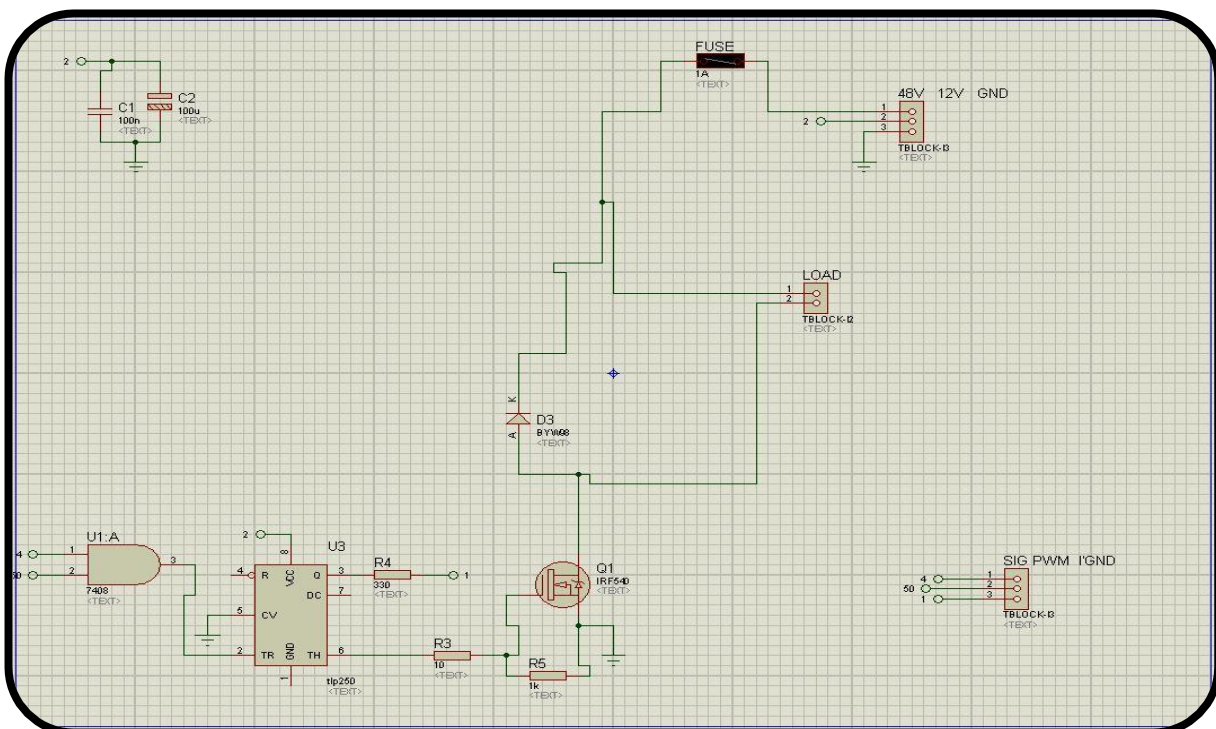 FUSE
1A
<TEXT>
2
C1
100n
<TEXT>
C2
100u
<TEXT>
48V 12V GND
1
2
3
2
TBLOCK-I3
<TEXT>
LOAD
1
2
TBLOCK-I2
<TEXT>
K
A
D3
BYW98
<TEXT>
U1:A
4
1
2
3
7408
<TEXT>
2
U3
8
4
R
VCC
Q
3
DC
7
5
CV
2
TR
GND
TH
6
1
tlp250
<TEXT>
R4
330
<TEXT>
1
Q1
IRF540
<TEXT>
R3
10
<TEXT>
R5
1k
<TEXT>
SIG PWM I'GND
4
50
1
1
2
3
TBLOCK-I3
<TEXT>